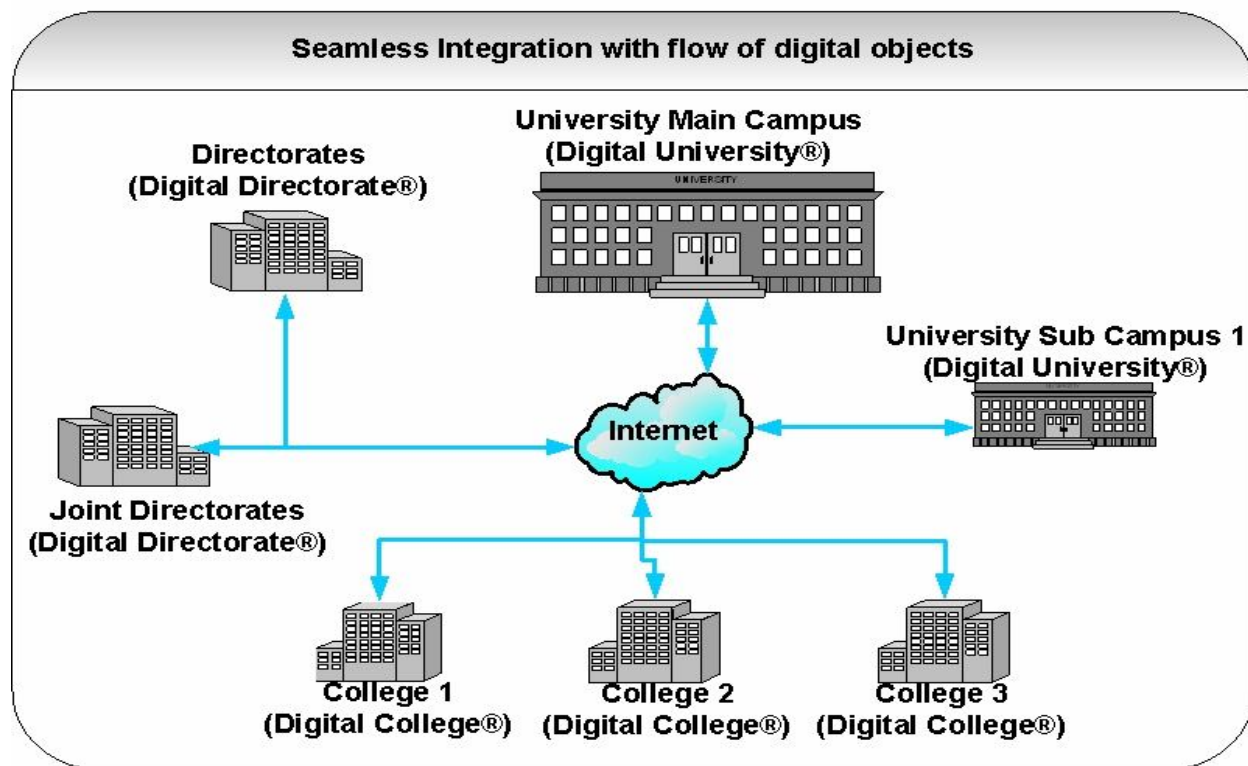 Seamless Integration with flow of digital objects
University Main Campus
(Digital University®)
Directorates
(Digital Directorate®)
UNIVERSITY
University Sub Campus 1
(Digital University®)
Internet
Joint Directorates
(Digital Directorate®)
College 1
(Digital College®)
College 2
(Digital College®)
College 3
(Digital College®)